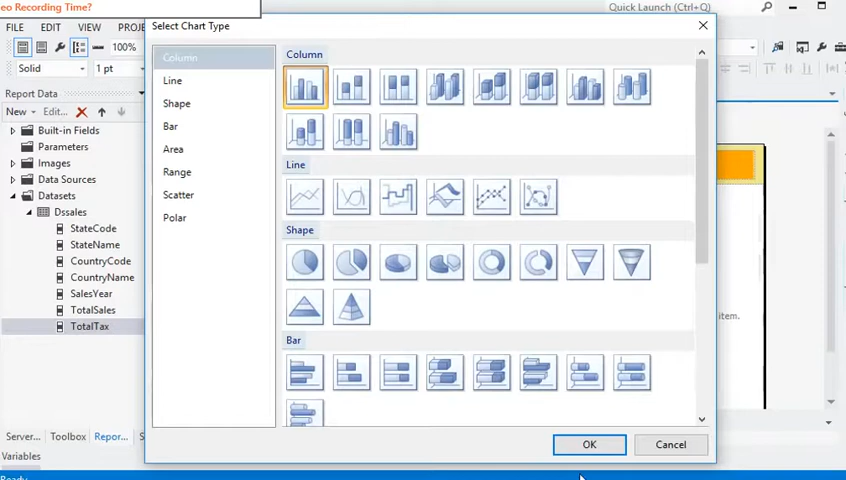 eo Recording Time?
Quick Launch (Ctrl+Q)
FILE EDIT VIEW PROJ
100%
Solid 1 pt
Report Data
New Edit...
Built-in Fields
Parameters
Images
Data Sources
Datasets
Dssales
StateCode
StateName
CountryCode
CountryName
SalesYear
TotalSales
TotalTax
Server... Toolbox Repor... S
Variables
Ready
Select Chart Type
Column
Line
Shape
Bar
Area
Range
Scatter
Polar
Column
Line
Shape
Bar
OK Cancel
item.